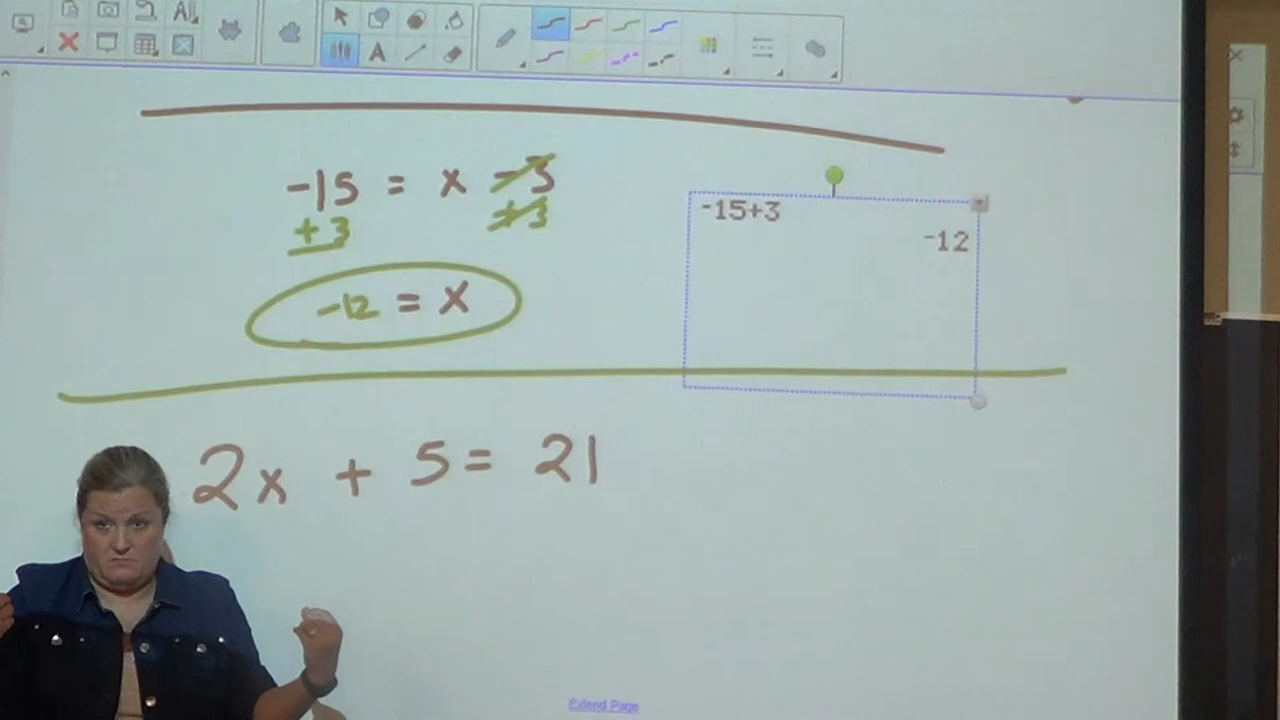 -15 = x -3
+3 +3
-12 = x
-15+3
-12
2x + 5 = 21
Extend Page